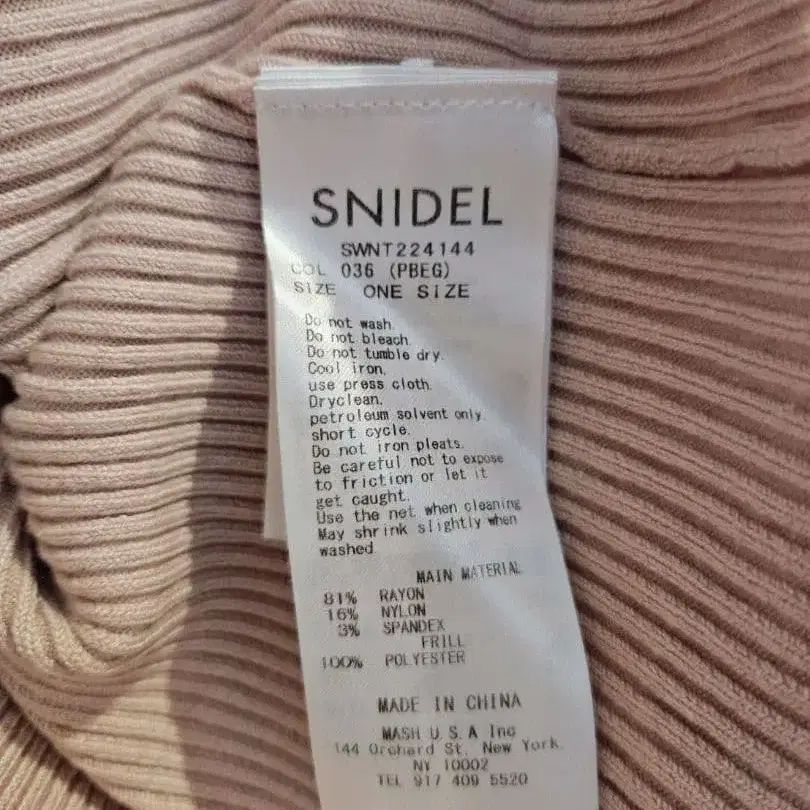 SNIDEL
SWNT224144
COL 036 (PBEG)
SIZE ONE SIZE
Do not wash.
Do not bleach.
Do not tumble dry.
Cool iron,
use press cloth.
Dryclean,
petroleum solvent only.
short cycle.
Do not iron pleats.
Be careful not to expose
to friction or let it
get caught.
Use the net when cleaning
May shrink slightly when
washed.
MAIN MATERIAL
81% RAYON
16% NYLON
3% SPANDEX
FRILL
100% POLYESTER
MADE IN CHINA
MASH U.S.A Inc
144 Orchard St. New York
NY 10002
TEL 917 409 5520